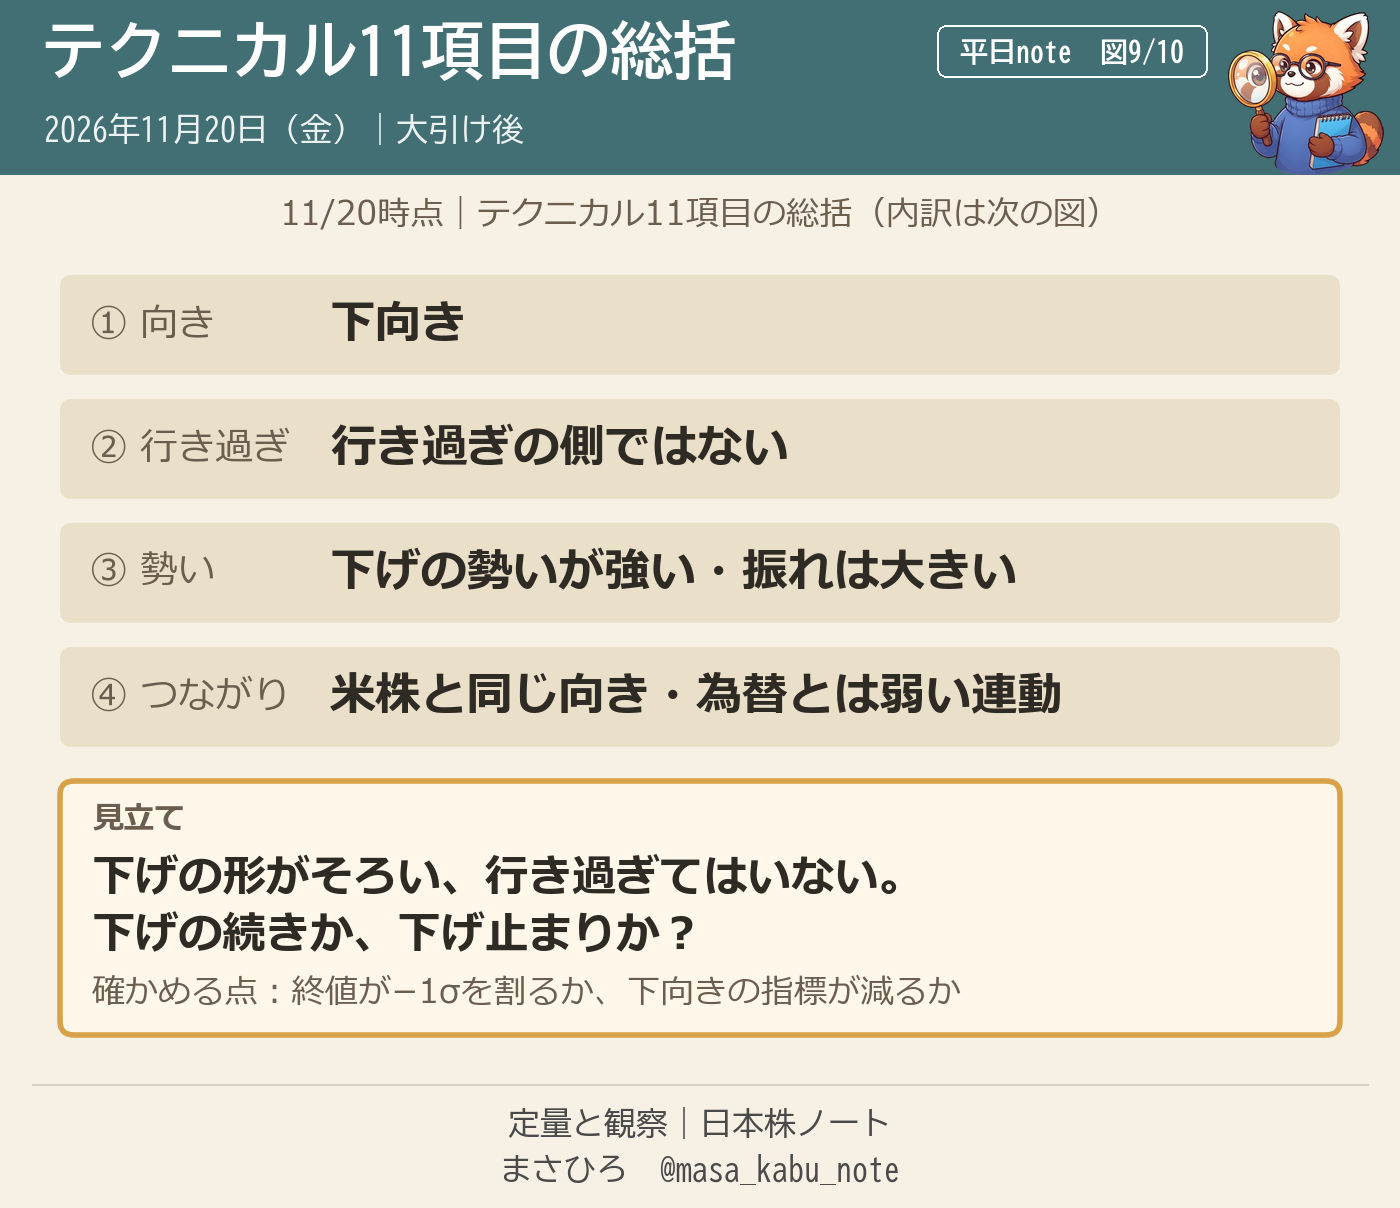 テクニカル11項目の総括
平日note　図9/10
2026年11月20日（金）｜大引け後
11/20時点｜テクニカル11項目の総括（内訳は次の図）
① 向き　下向き
② 行き過ぎ　行き過ぎの側ではない
③ 勢い　下げの勢いが強い・振れは大きい
④ つながり　米株と同じ向き・為替とは弱い連動
見立て
下げの形がそろい、行き過ぎてはいない。
下げの続きか、下げ止まりか？
確かめる点：終値が−1σを割るか、下向きの指標が減るか
定量と観察｜日本株ノート
まさひろ　@masa_kabu_note